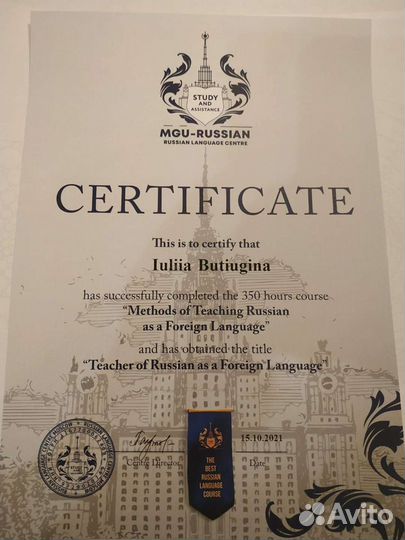 STUDY
AND
ASSISTANCE
MGU-RUSSIAN
RUSSIAN LANGUAGE CENTRE
CERTIFICATE
This is to certify that
Iuliia Butiugina
has successfully completed the 350 hours course
“Methods of Teaching Russian
as a Foreign Language”
and has obtained the title
“Teacher of Russian as a Foreign Language”
15.10.2021
Centre Director
Date
THE
BEST
RUSSIAN
LANGUAGE
COURSE
Avito